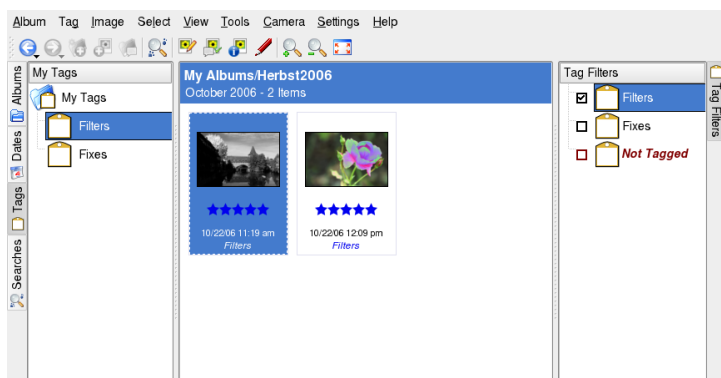 Album Tag Image Select View Tools Camera Settings Help
Albums
Dates
Tags
Searches
My Tags
My Tags
Filters
Fixes
My Albums/Herbst2006
October 2006 - 2 Items
10/22/06 11:19 am
Filters
10/22/06 12:09 pm
Filters
Tag Filters
Filters
Fixes
Not Tagged
Tag Filters